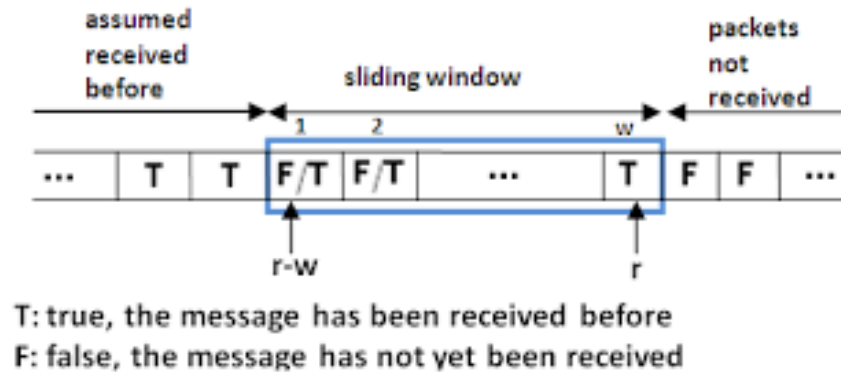 assumed
received
before
sliding window
packets
not
received
1 2 w
... T T F/T F/T ... T F F ...
r-w r
T: true, the message has been received before
F: false, the message has not yet been received